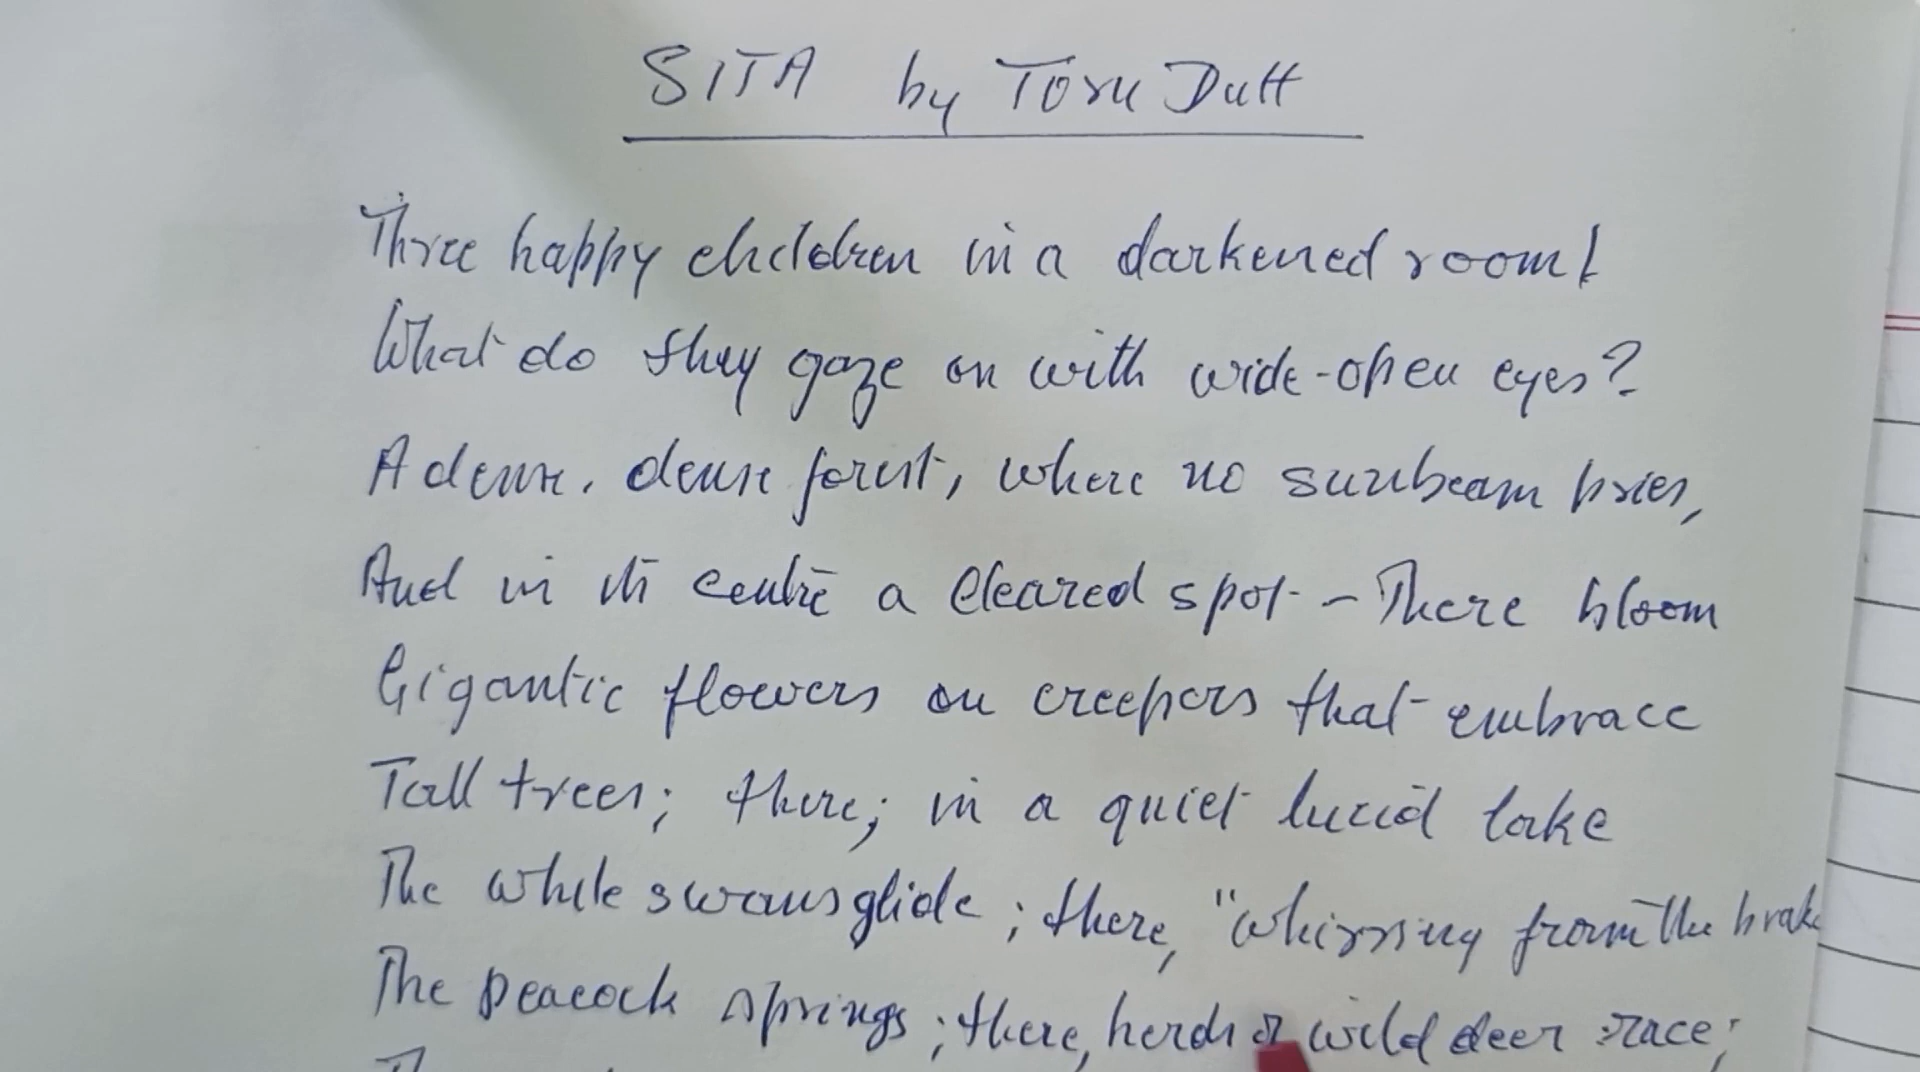 SITA by Toru Dutt
Three happy children in a darkened room!
What do they gaze on with wide-open eyes?
A dense, dense forest, where no sunbeam pries,
And in its centre a cleared spot - There bloom
Gigantic flowers on creepers that embrace
Tall trees; there; in a quiet lucid lake
The white swans glide; there, "whirring from the brake
The peacock springs; there, herds of wild deer race;